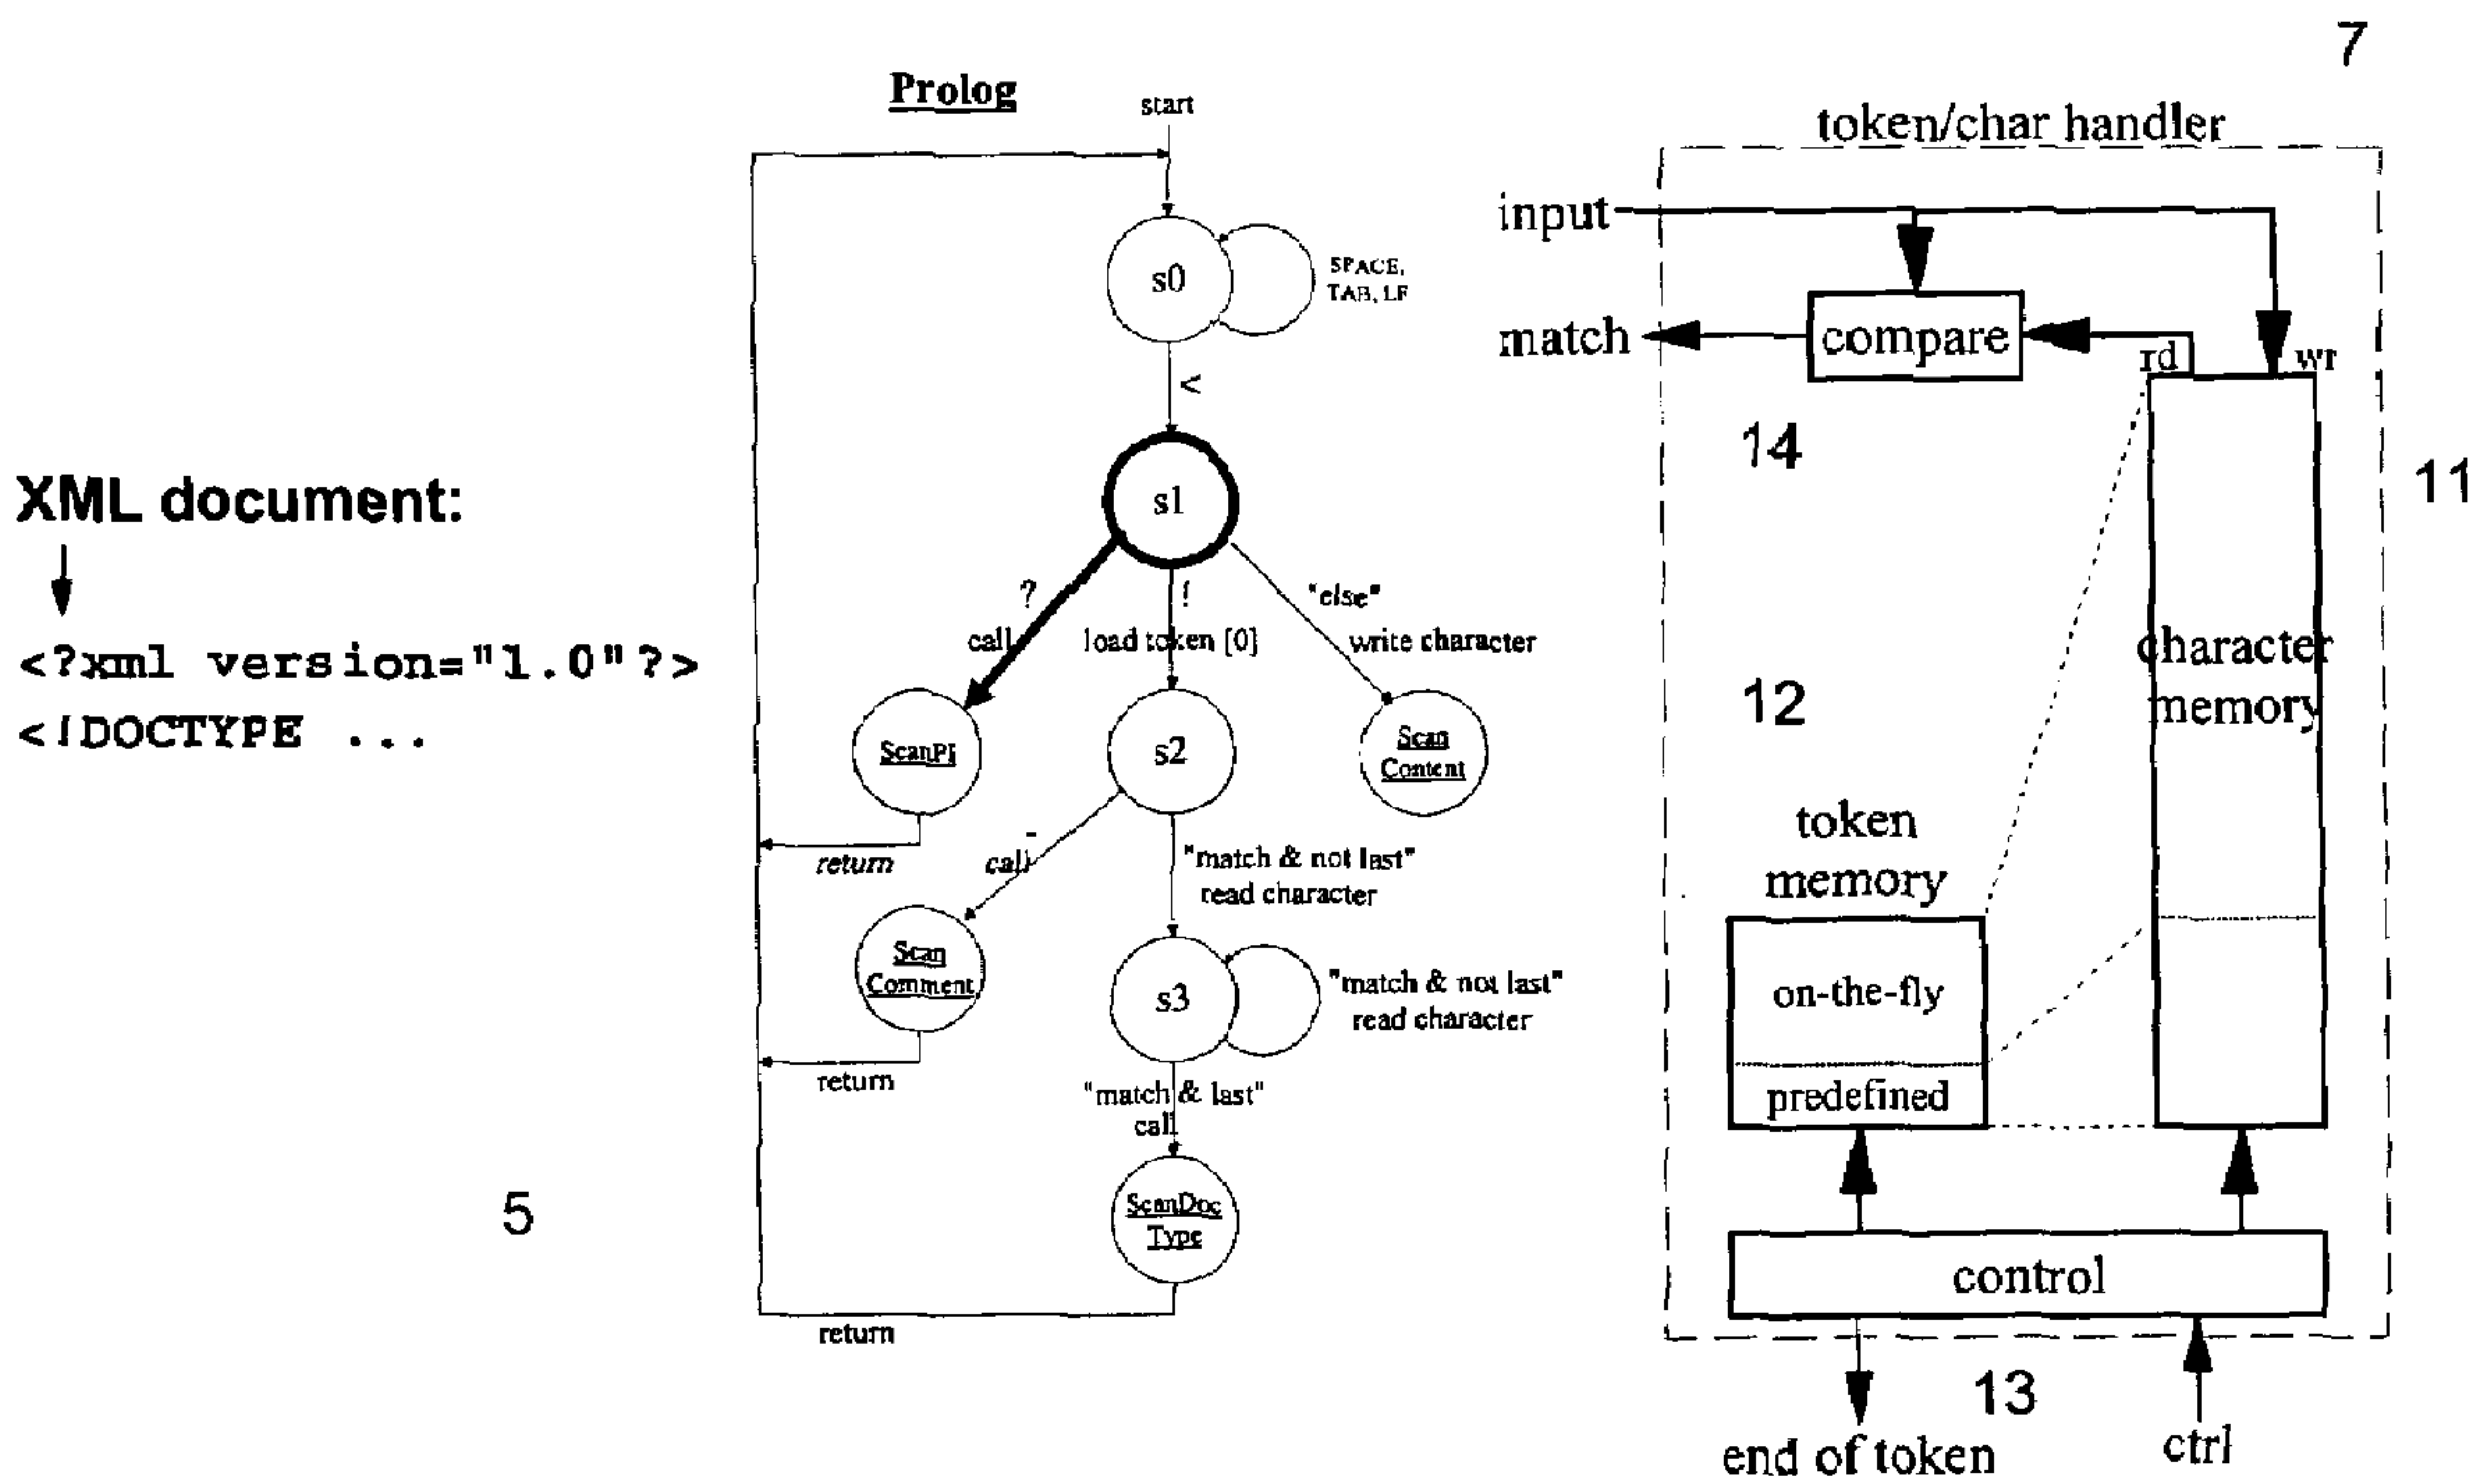 XML document:
<?xml version="1.0"?>
<!DOCTYPE ...
5
Prolog
start
s0
SPACE,
TAB, LF
<
s1
?
call
!
load token [0]
"else"
write character
ScanPI
s2
Scan
Content
return
-
call
"match & not last"
read character
Scan
Comment
s3
"match & not last"
read character
return
"match & last"
call
ScanDoc
Type
return
7
token/char handler
input
match
compare
rd
wr
14
11
character
memory
12
token
memory
on-the-fly
predefined
control
13
end of token
ctrl